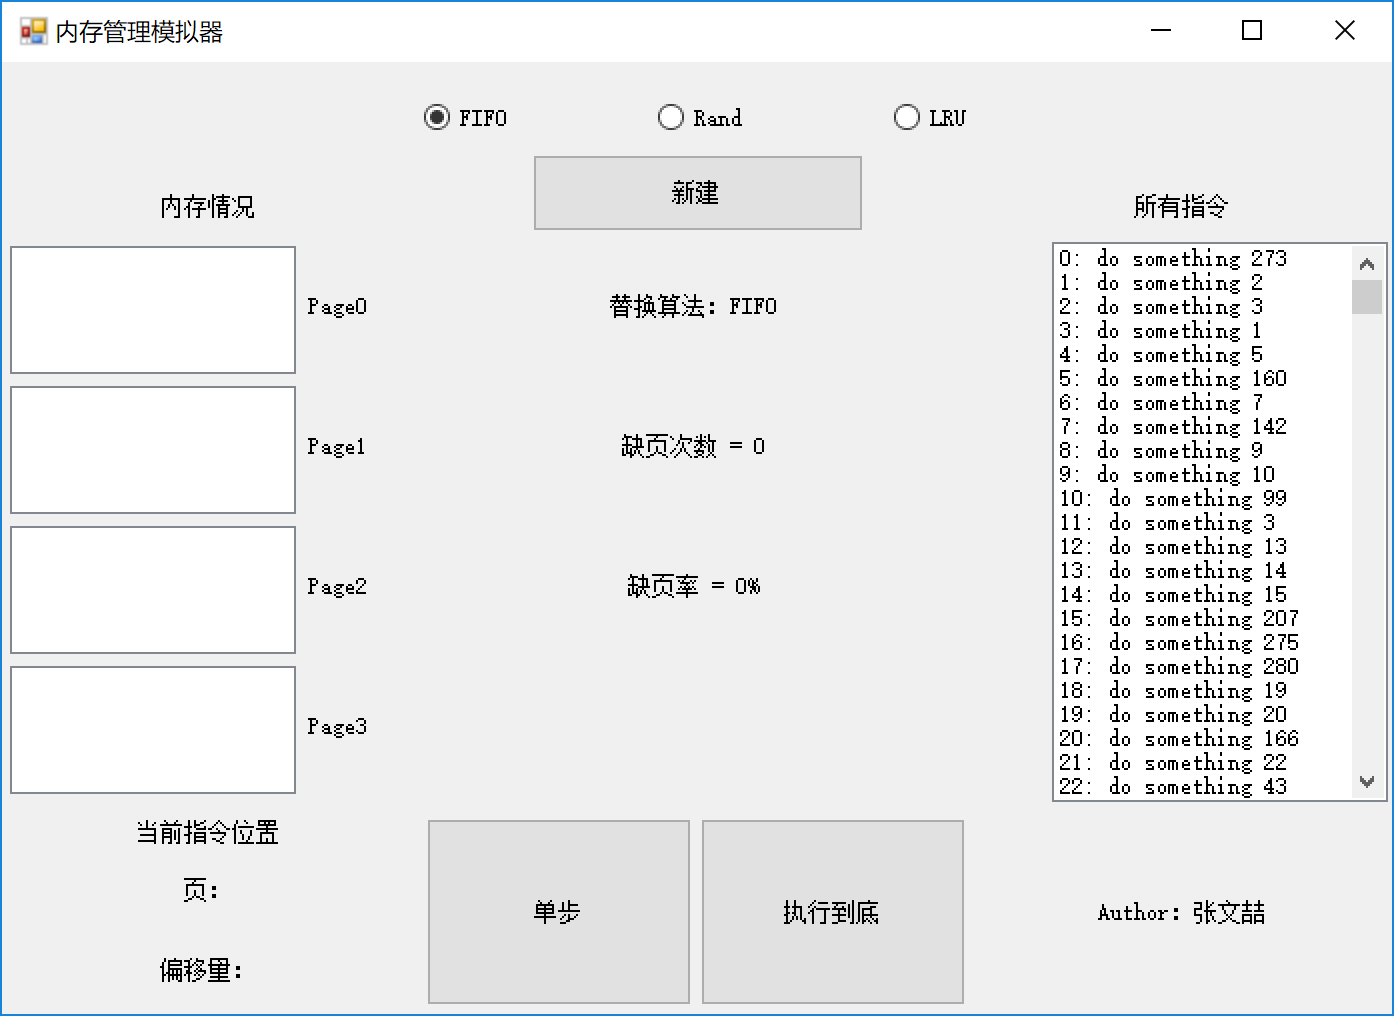 内存管理模拟器
FIFO
Rand
LRU
新建
内存情况
所有指令
Page0
Page1
Page2
Page3
替换算法：FIFO
缺页次数 = 0
缺页率 = 0%
0: do something 273
1: do something 2
2: do something 3
3: do something 1
4: do something 5
5: do something 160
6: do something 7
7: do something 142
8: do something 9
9: do something 10
10: do something 99
11: do something 3
12: do something 13
13: do something 14
14: do something 15
15: do something 207
16: do something 275
17: do something 280
18: do something 19
19: do something 20
20: do something 166
21: do something 22
22: do something 43
当前指令位置
页：
偏移量：
单步
执行到底
Author: 张文喆